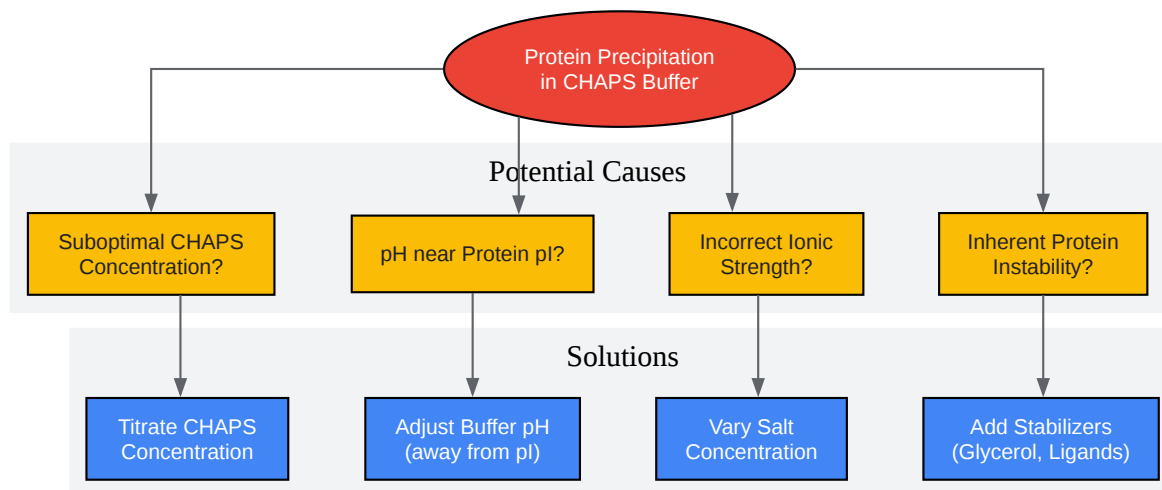 Protein Precipitation
in CHAPS Buffer
Potential Causes
Suboptimal CHAPS
Concentration?
pH near Protein pI?
Incorrect Ionic
Strength?
Inherent Protein
Instability?
Solutions
Titrate CHAPS
Concentration
Adjust Buffer pH
(away from pI)
Vary Salt
Concentration
Add Stabilizers
(Glycerol, Ligands)